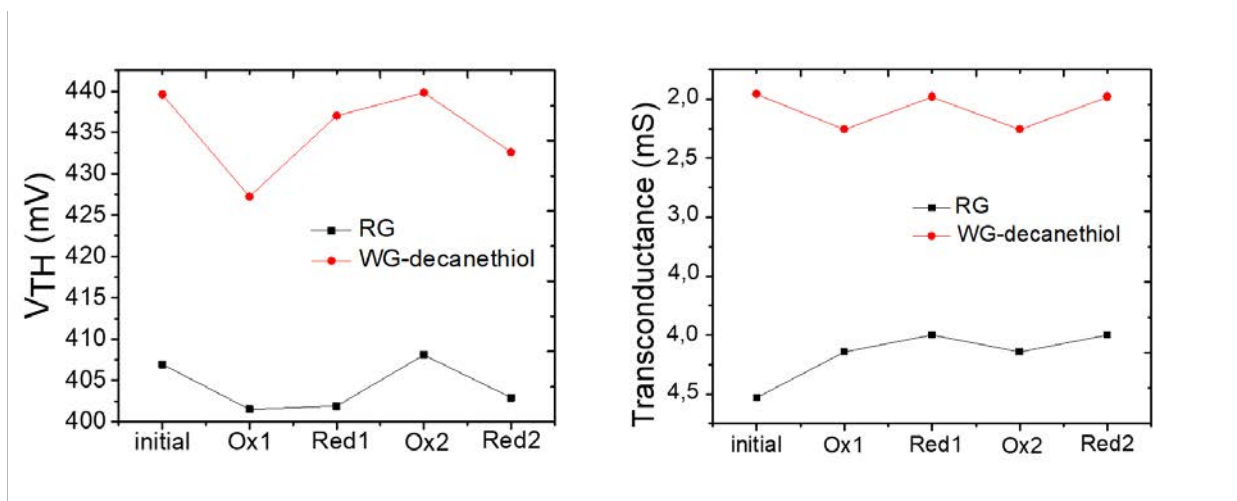 V_TH (mV)
440
435
430
425
420
415
410
405
400
RG
WG-decanethiol
initial
Ox1
Red1
Ox2
Red2
Transconductance (mS)
2,0
2,5
3,0
4,0
4,0
4,5
RG
WG-decanethiol
initial
Ox1
Red1
Ox2
Red2